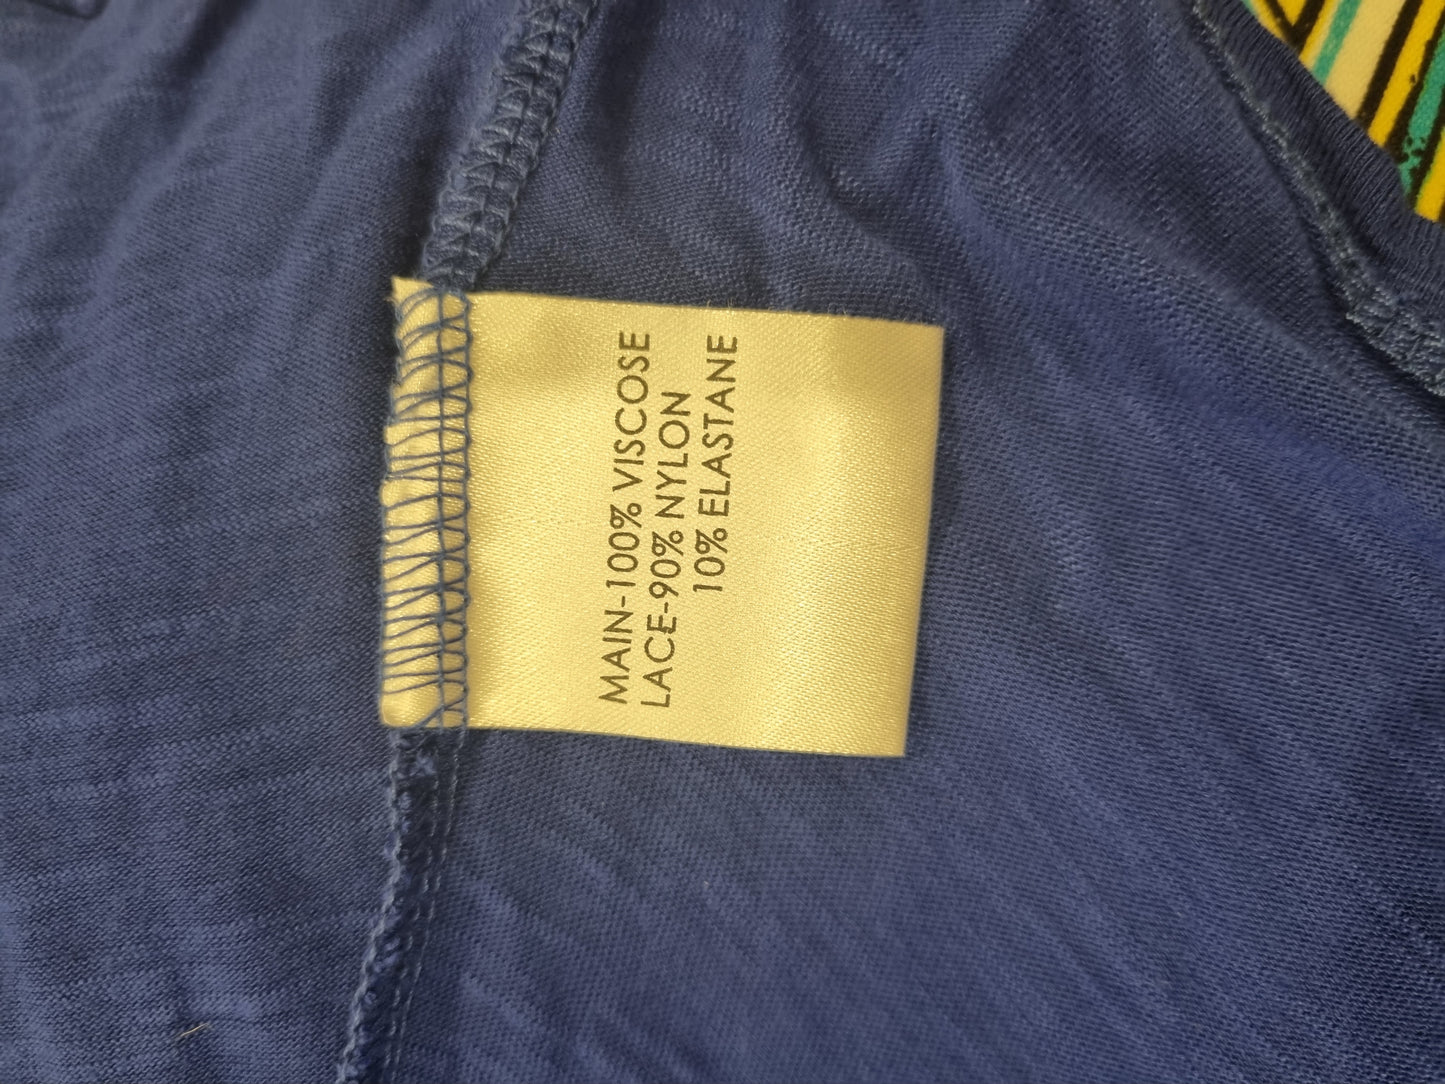 MAIN-100% VISCOSE
LACE-90% NYLON
10% ELASTANE